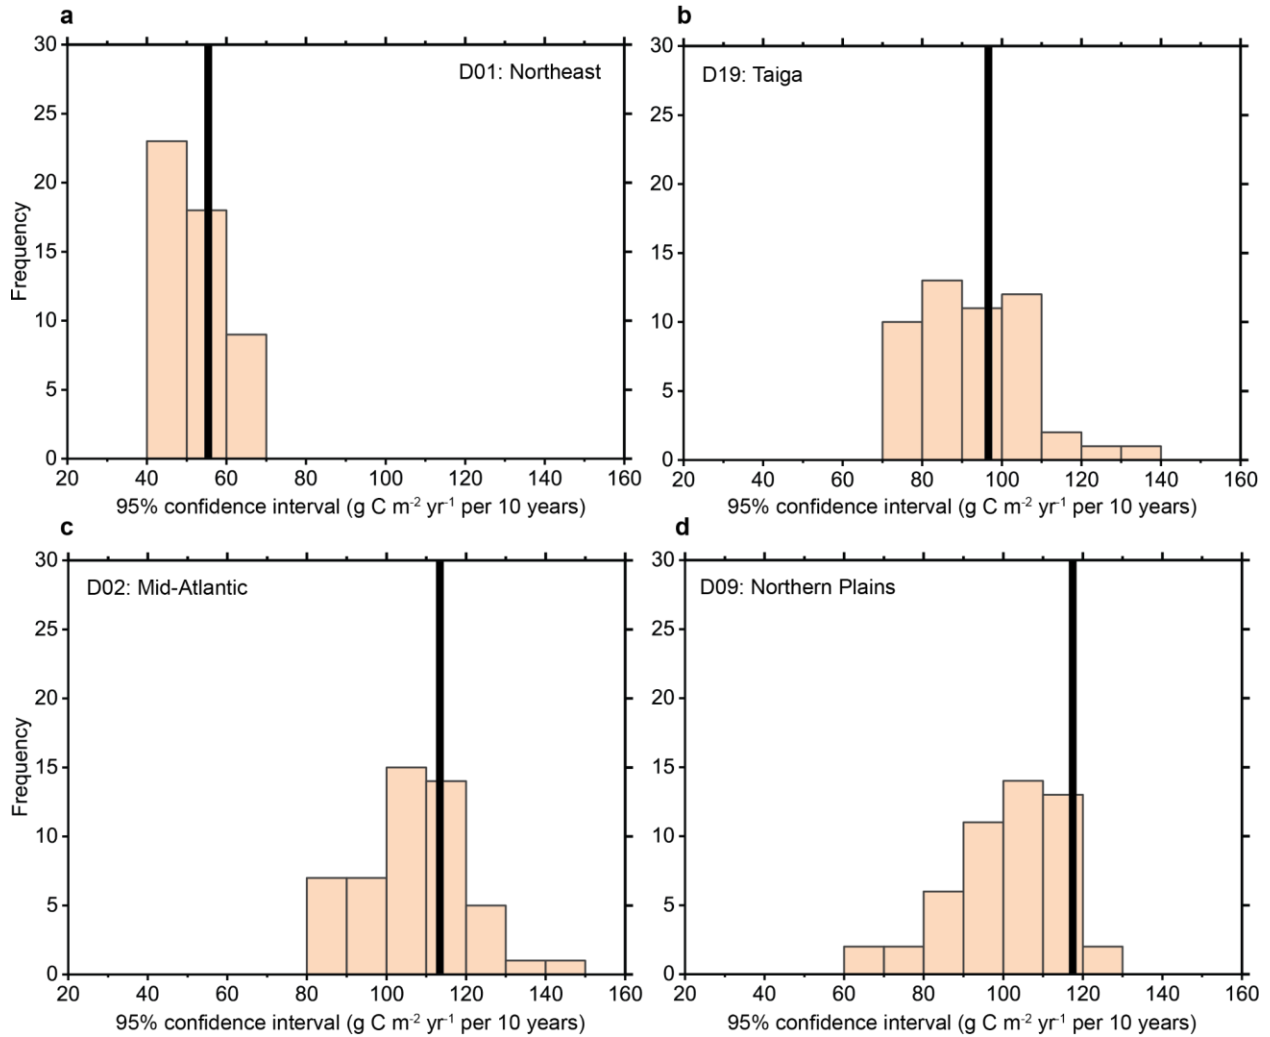 a
30
25
20
15
10
5
0
Frequency
D01: Northeast
20 40 60 80 100 120 140 160
95% confidence interval (g C m⁻² yr⁻¹ per 10 years)
b
30
25
20
15
10
5
0
D19: Taiga
20 40 60 80 100 120 140 160
95% confidence interval (g C m⁻² yr⁻¹ per 10 years)
c
30
25
20
15
10
5
0
Frequency
D02: Mid-Atlantic
20 40 60 80 100 120 140 160
95% confidence interval (g C m⁻² yr⁻¹ per 10 years)
d
30
25
20
15
10
5
0
D09: Northern Plains
20 40 60 80 100 120 140 160
95% confidence interval (g C m⁻² yr⁻¹ per 10 years)